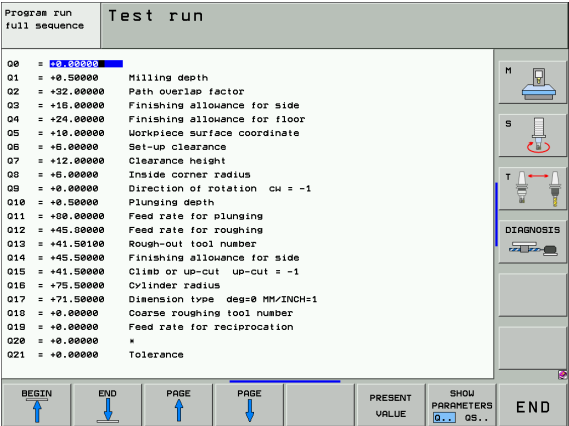 Program run
full sequence
Test run
Q0 = +0.00000
Q1 = +0.50000 Milling depth
Q2 = +32.00000 Path overlap factor
Q3 = +16.00000 Finishing allowance for side
Q4 = +24.00000 Finishing allowance for floor
Q5 = +10.00000 Workpiece surface coordinate
Q6 = +6.00000 Set-up clearance
Q7 = +12.00000 Clearance height
Q8 = +6.00000 Inside corner radius
Q9 = +0.00000 Direction of rotation cw = -1
Q10 = +0.50000 Plunging depth
Q11 = +80.00000 Feed rate for plunging
Q12 = +45.80000 Feed rate for roughing
Q13 = +41.50100 Rough-out tool number
Q14 = +45.50000 Finishing allowance for side
Q15 = +41.50000 Climb or up-cut up-cut = -1
Q16 = +75.50000 Cylinder radius
Q17 = +71.50000 Dimension type deg=0 MM/INCH=1
Q18 = +0.00000 Coarse roughing tool number
Q19 = +0.00000 Feed rate for reciprocation
Q20 = +0.00000 *
Q21 = +0.00000 Tolerance
M
S
T
DIAGNOSIS
BEGIN
END
PAGE
PAGE
PRESENT
VALUE
SHOW
PARAMETERS
Q.. QS..
END